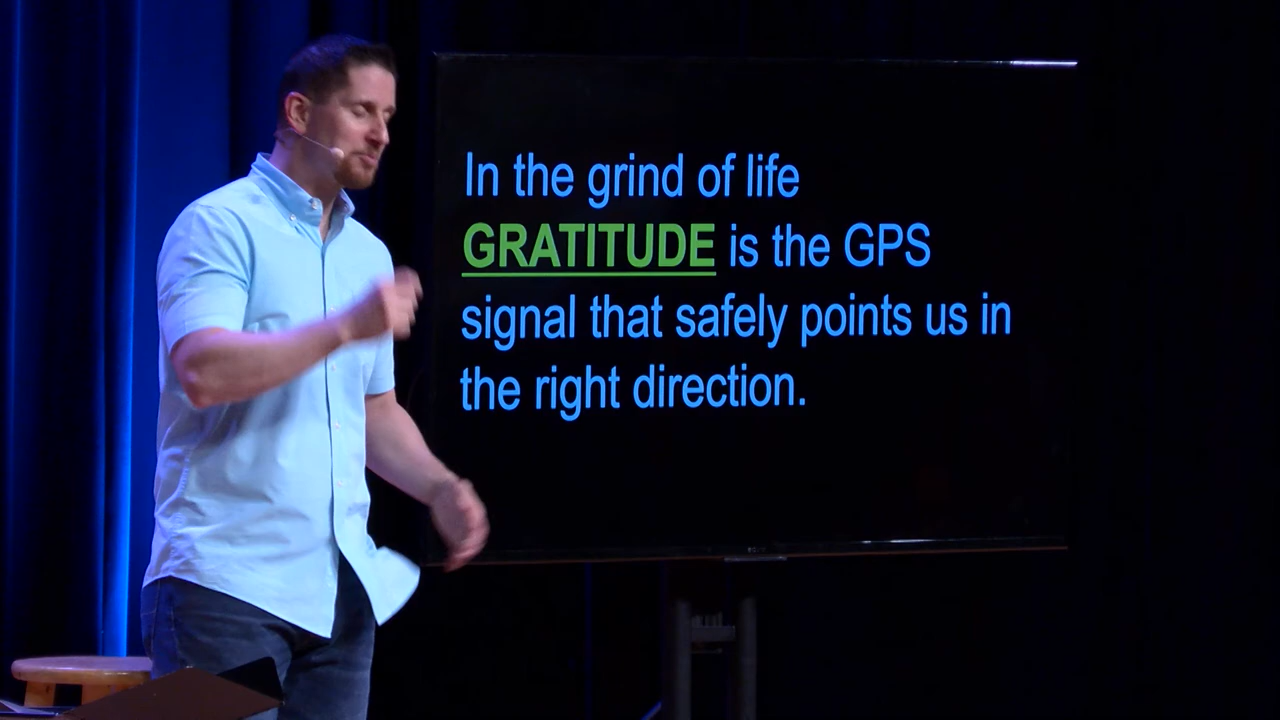 In the grind of life
GRATITUDE is the GPS
signal that safely points us in
the right direction.